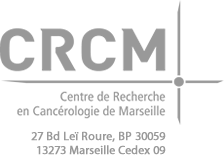 CRCM
Centre de Recherche
en Cancérologie de Marseille
27 Bd Leï Roure, BP 30059
13273 Marseille Cedex 09